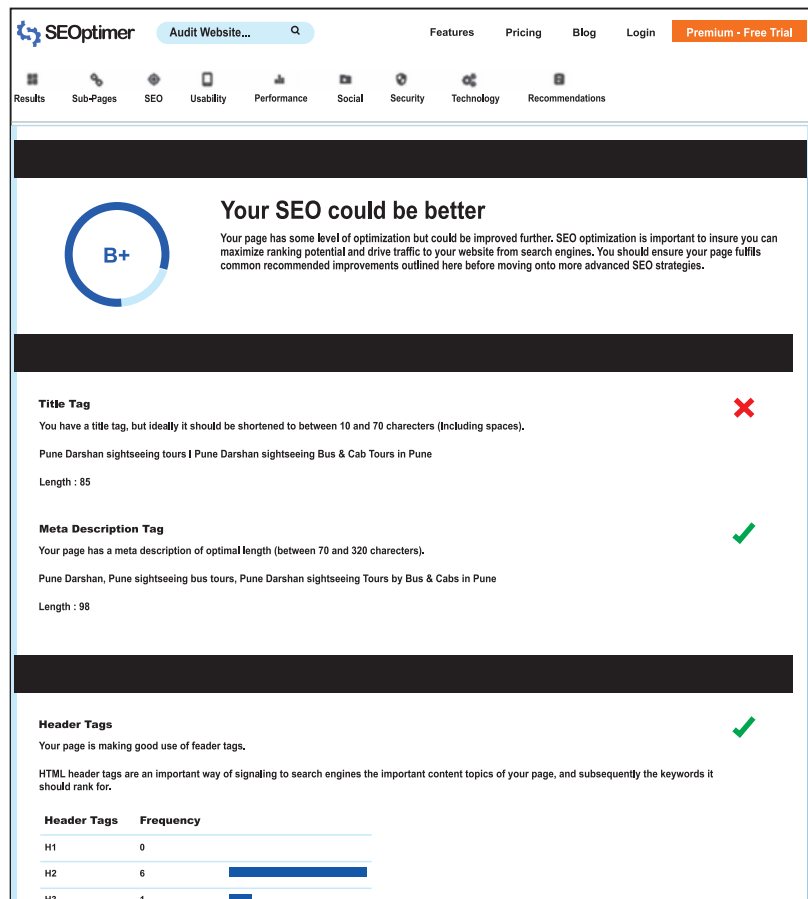 SEOptimer Audit Website... Features Pricing Blog Login Premium - Free Trial
Results Sub-Pages SEO Usability Performance Social Security Technology Recommendations
Your SEO could be better
B+
Your page has some level of optimization but could be improved further. SEO optimization is important to insure you can
maximize ranking potential and drive traffic to your website from search engines. You should ensure your page fulfils
common recommended improvements outlined here before moving onto more advanced SEO strategies.
Title Tag
You have a title tag, but ideally it should be shortened to between 10 and 70 charecters (Including spaces).
Pune Darshan sightseeing tours I Pune Darshan sightseeing Bus & Cab Tours in Pune
Length : 85
Meta Description Tag
Your page has a meta description of optimal length (between 70 and 320 charecters).
Pune Darshan, Pune sightseeing bus tours, Pune Darshan sightseeing Tours by Bus & Cabs in Pune
Length : 98
Header Tags
Your page is making good use of feader tags.
HTML header tags are an important way of signaling to search engines the important content topics of your page, and subsequently the keywords it
should rank for.
Header Tags Frequency
H1 0
H2 6
H3 1